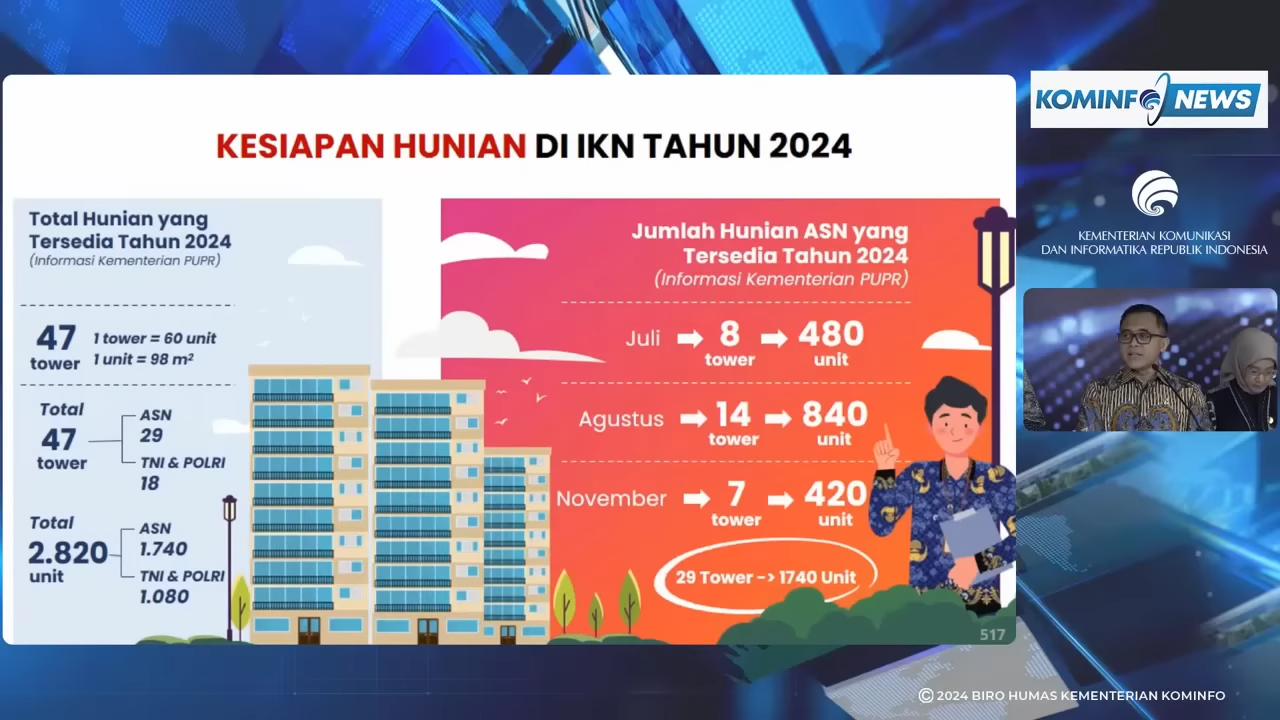 KESIAPAN HUNIAN DI IKN TAHUN 2024
Total Hunian yang
Tersedia Tahun 2024
(Informasi Kementerian PUPR)
47
tower
1 tower = 60 unit
1 unit = 98 m²
Total
47
tower
ASN
29
TNI & POLRI
18
Total
2.820
unit
ASN
1.740
TNI & POLRI
1.080
Jumlah Hunian ASN yang
Tersedia Tahun 2024
(Informasi Kementerian PUPR)
Juli
8
tower
480
unit
Agustus
14
tower
840
unit
November
7
tower
420
unit
29 Tower -> 1740 Unit
517
KOMINFO NEWS
KEMENTERIAN KOMUNIKASI
DAN INFORMATIKA REPUBLIK INDONESIA
© 2024 BIRO HUMAS KEMENTERIAN KOMINFO